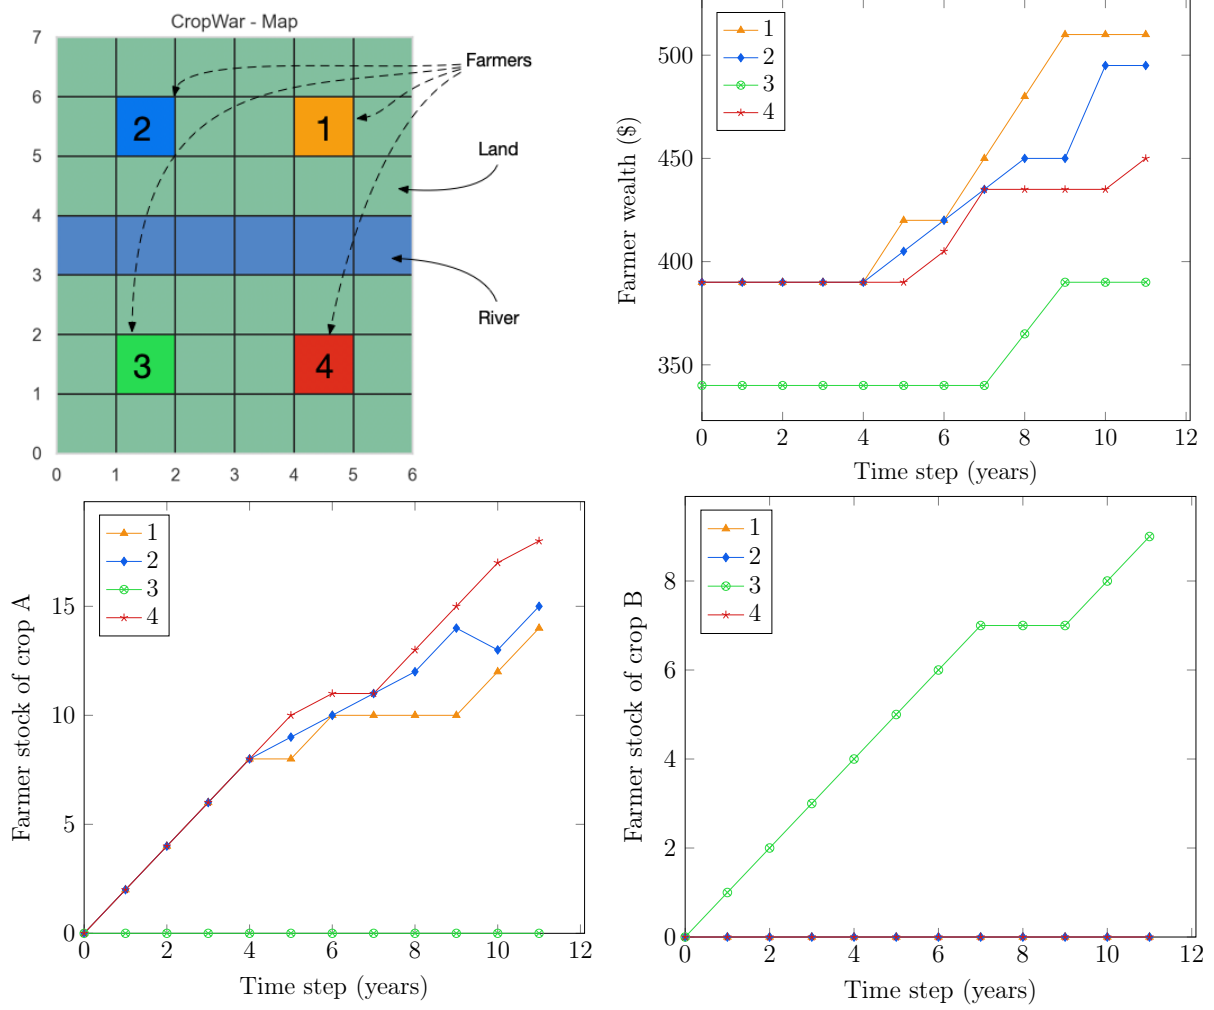 CropWar - Map
7
6
5
4
3
2
1
0
0 1 2 3 4 5 6
2
1
3
4
Farmers
Land
River
1
2
3
4
500
450
400
350
Farmer wealth ($)
0 2 4 6 8 10 12
Time step (years)
1
2
3
4
15
10
5
0
Farmer stock of crop A
0 2 4 6 8 10 12
Time step (years)
1
2
3
4
8
6
4
2
0
Farmer stock of crop B
0 2 4 6 8 10 12
Time step (years)